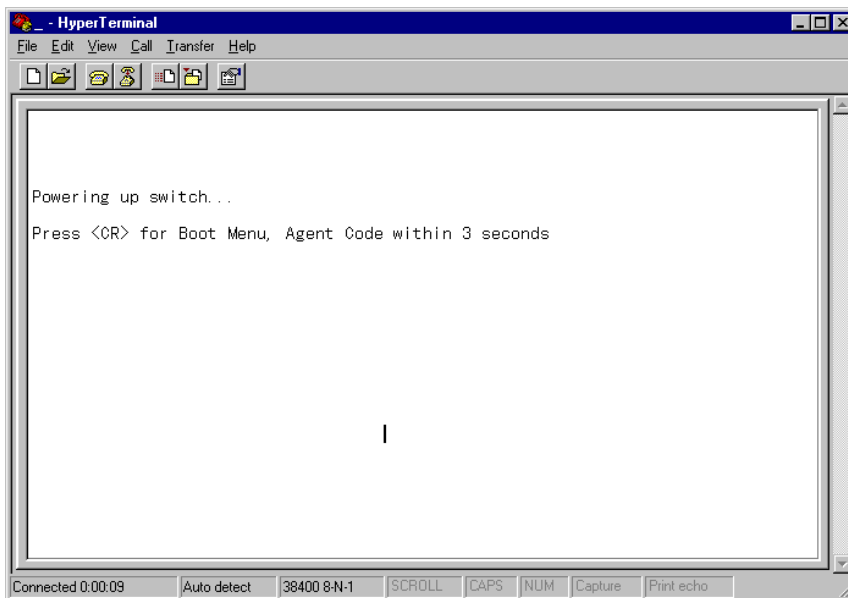 _ - HyperTerminal
File Edit View Call Transfer Help
Powering up switch...
Press <CR> for Boot Menu, Agent Code within 3 seconds
Connected 0:00:09 Auto detect 38400 8-N-1 SCROLL CAPS NUM Capture Print echo